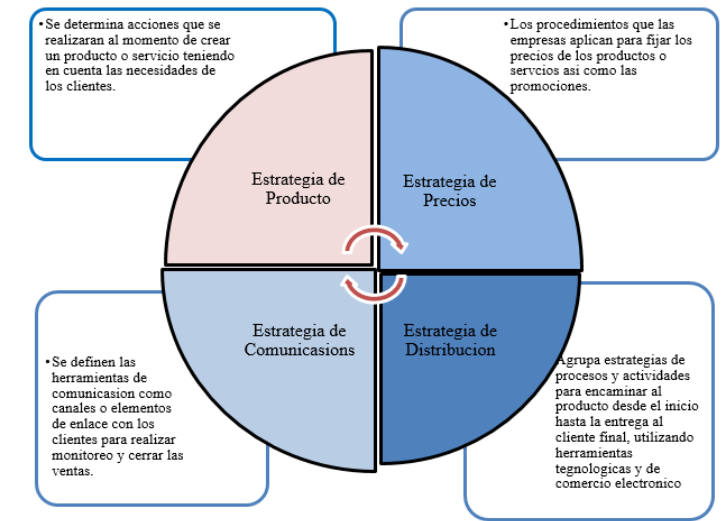 •Se determina acciones que se
realizaran al momento de crear
un producto o servicio teniendo
en cuenta las necesidades de
los clientes.
•Los procedimientos que las
empresas aplican para fijar los
precios de los productos o
servcios asi como las
promociones.
Estrategia de
Producto
Estrategia de
Precios
Estrategia de
Comunicasions
Estrategia de
Distribucion
•Se definen las
herramientas de
comunicasion como
canales o elementos
de enlace con los
clientes para realizar
monitoreo y cerrar las
ventas.
Agrupa estrategias de
procesos y actividades
para encaminar al
producto desde el inicio
hasta la entrega al
cliente final, utilizando
herramientas
tegnologicas y de
comercio electronico